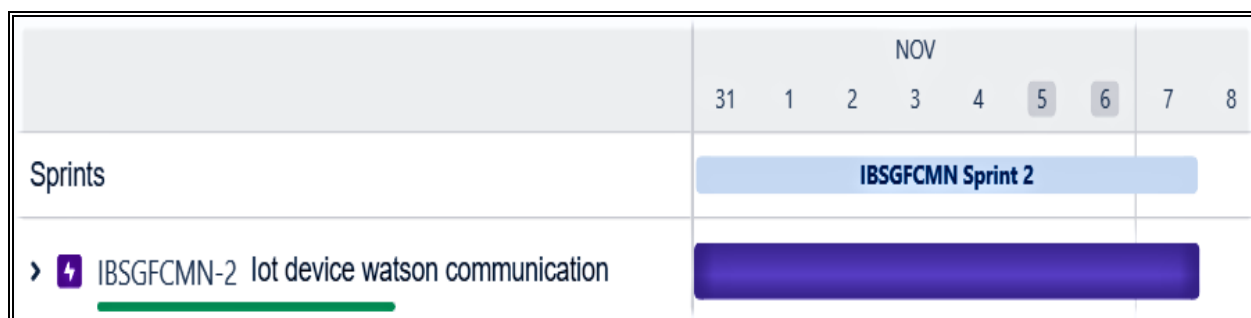 NOV
31 1 2 3 4 5 6 7 8
Sprints
IBSGFCMN Sprint 2
IBSGFCMN-2 Iot device watson communication